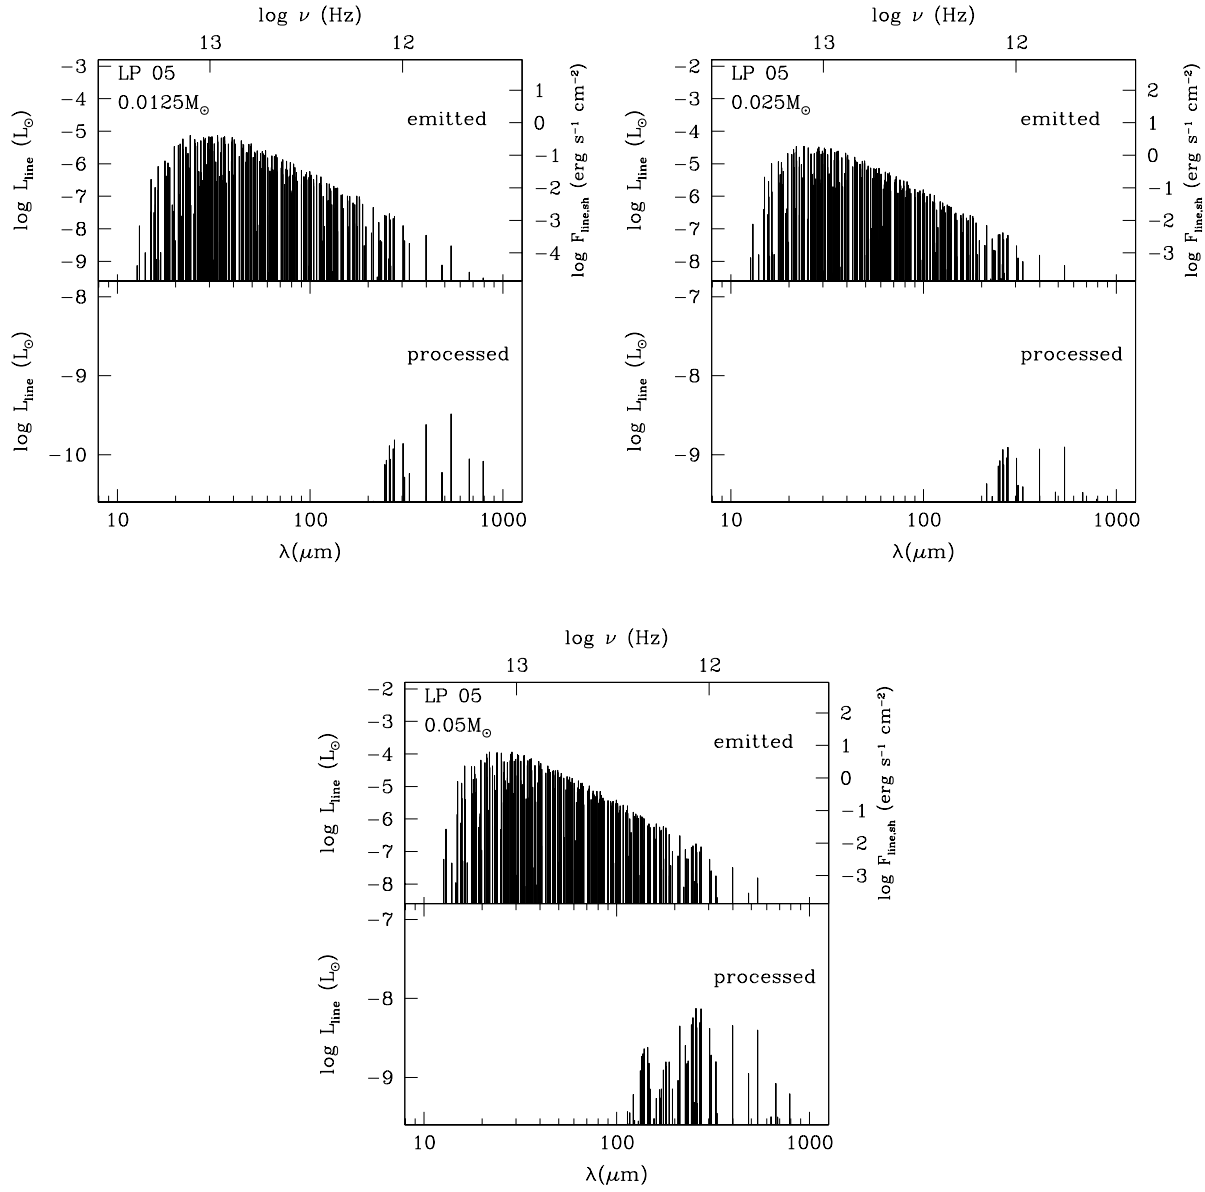 log ν (Hz)
13 12
LP 05
0.0125M⊙
emitted
log L_line (L⊙)
-3
-4
-5
-6
-7
-8
-9
log F_line,sh (erg s⁻¹ cm⁻²)
1
0
-1
-2
-3
-4
processed
log L_line (L⊙)
-8
-9
-10
10 100 1000
λ(μm)
log ν (Hz)
13 12
LP 05
0.025M⊙
emitted
log L_line (L⊙)
-2
-3
-4
-5
-6
-7
-8
log F_line,sh (erg s⁻¹ cm⁻²)
2
1
0
-1
-2
-3
processed
log L_line (L⊙)
-7
-8
-9
10 100 1000
λ(μm)
log ν (Hz)
13 12
LP 05
0.05M⊙
emitted
log L_line (L⊙)
-2
-3
-4
-5
-6
-7
-8
log F_line,sh (erg s⁻¹ cm⁻²)
2
1
0
-1
-2
-3
processed
log L_line (L⊙)
-7
-8
-9
10 100 1000
λ(μm)